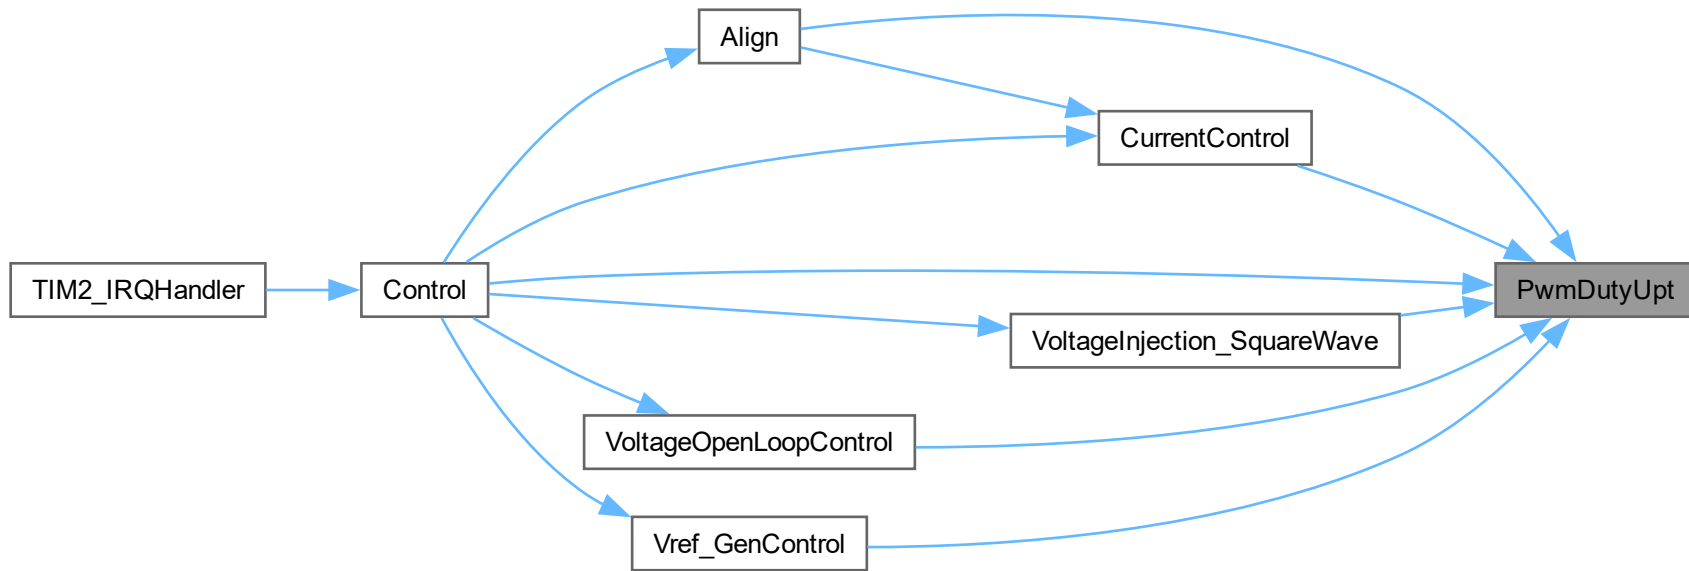 Align
CurrentControl
TIM2_IRQHandler
Control
PwmDutyUpt
VoltageInjection_SquareWave
VoltageOpenLoopControl
Vref_GenControl